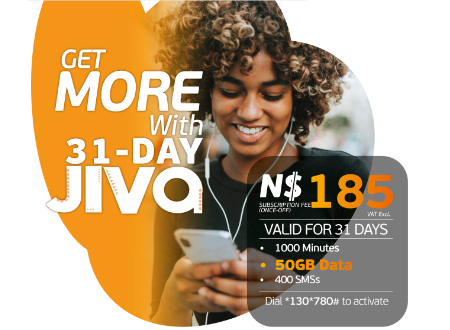 GET
MORE
With
31-DAY
JIVA
N$185
SUBSCRIPTION FEE
(ONCE-OFF)
VAT Excl.
VALID FOR 31 DAYS
• 1000 Minutes
• 50GB Data
• 400 SMSs
Dial *130*780# to activate